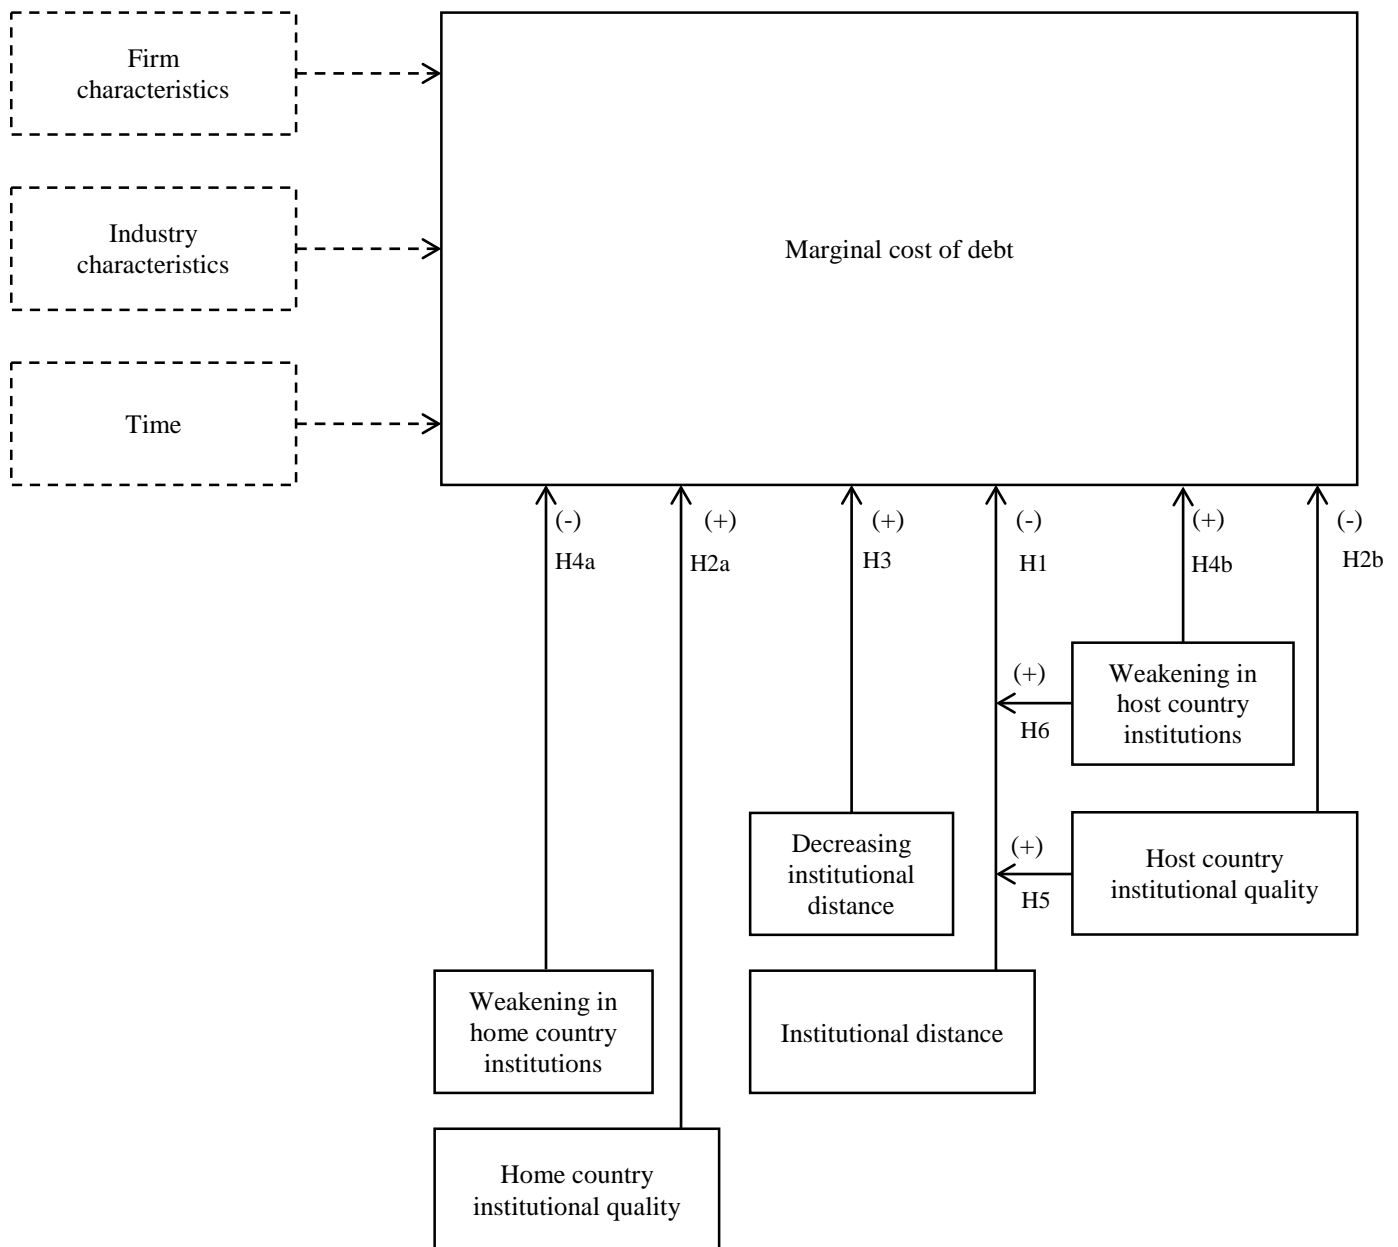 Firm
characteristics
Industry
characteristics
Time
Marginal cost of debt
(-)
H4a
(+)
H2a
(+)
H3
(-)
H1
(+)
H4b
(-)
H2b
(+)
H6
Weakening in
host country
institutions
(+)
H5
Host country
institutional quality
Decreasing
institutional
distance
Weakening in
home country
institutions
Institutional distance
Home country
institutional quality